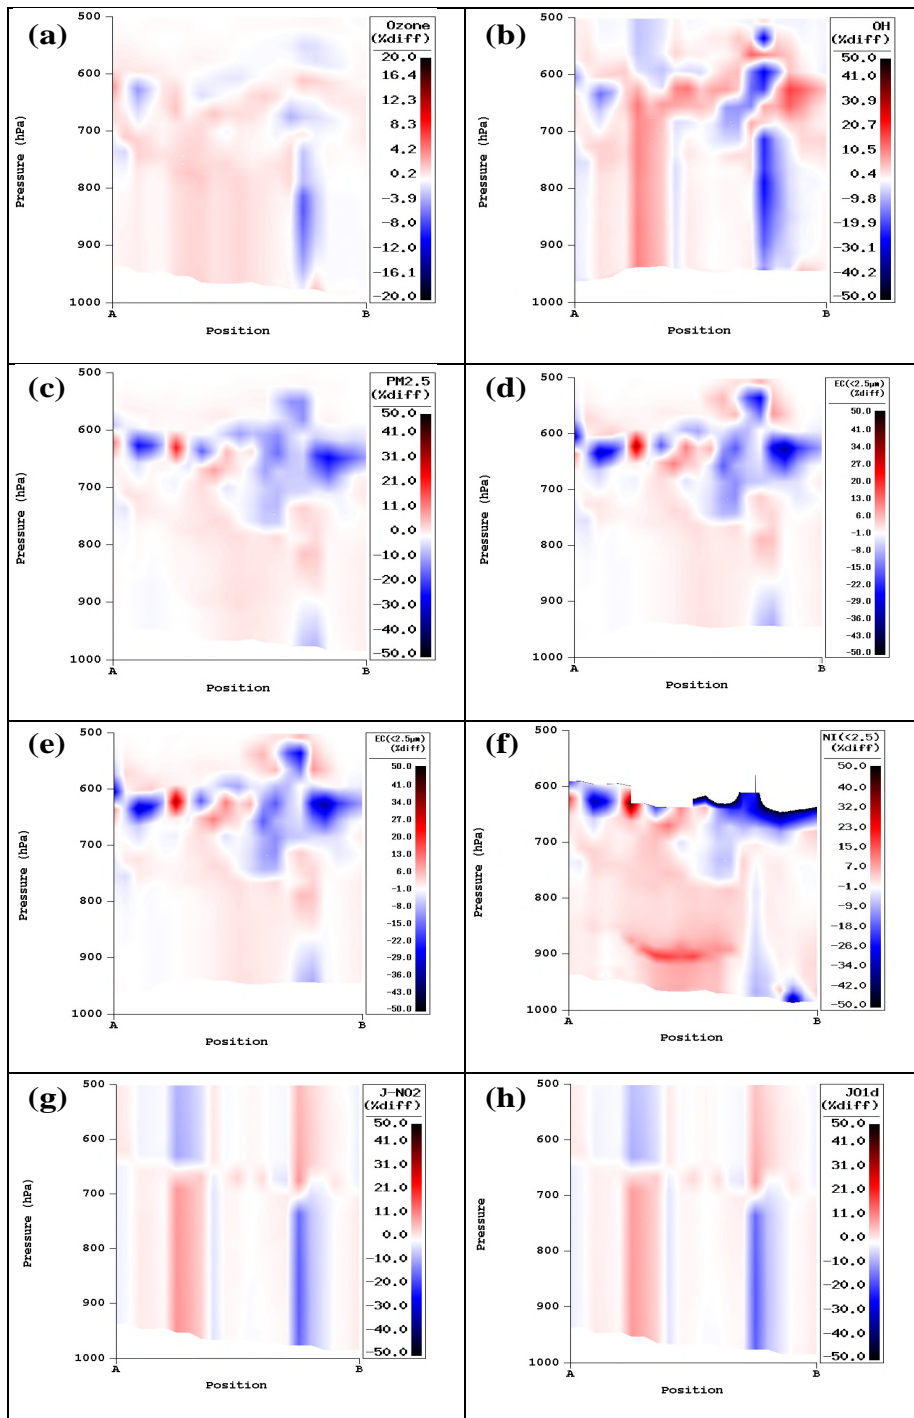 (a)
Ozone
(%diff)
20.0
16.4
12.3
8.3
4.2
0.2
-3.9
-8.0
-12.0
-16.1
-20.0
500
600
700
800
900
1000
Pressure (hPa)
A
B
Position
(b)
OH
(%diff)
50.0
41.0
30.9
20.7
10.5
0.4
-9.8
-19.9
-30.1
-40.2
-50.0
500
600
700
800
900
1000
Pressure (hPa)
A
B
Position
(c)
PM2.5
(%diff)
50.0
41.0
31.0
21.0
11.0
0.0
-10.0
-20.0
-30.0
-40.0
-50.0
500
600
700
800
900
1000
Pressure (hPa)
A
B
Position
(d)
EC(<2.5μm)
(%diff)
50.0
48.0
41.0
34.0
27.0
20.0
13.0
6.0
-1.0
-8.0
-15.0
-22.0
-29.0
-36.0
-43.0
-50.0
500
600
700
800
900
1000
Pressure (hPa)
A
B
Position
(e)
EC(<2.5μm)
(%diff)
50.0
48.0
41.0
34.0
27.0
20.0
13.0
6.0
-1.0
-8.0
-15.0
-22.0
-29.0
-36.0
-43.0
-50.0
500
600
700
800
900
1000
Pressure (hPa)
A
B
Position
(f)
NI(<2.5)
(%diff)
50.0
40.0
32.0
23.0
15.0
7.0
-1.0
-9.0
-18.0
-26.0
-34.0
-42.0
-50.0
500
600
700
800
900
1000
Pressure (hPa)
A
B
Position
(g)
J-NO2
(%diff)
50.0
41.0
31.0
21.0
11.0
0.0
-10.0
-20.0
-30.0
-40.0
-50.0
500
600
700
800
900
1000
Pressure (hPa)
A
B
Position
(h)
JO1d
(%diff)
50.0
41.0
31.0
21.0
11.0
0.0
-10.0
-20.0
-30.0
-40.0
-50.0
500
600
700
800
900
1000
Pressure
A
B
Position